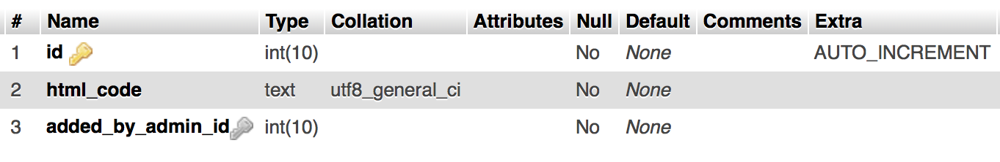 # Name Type Collation Attributes Null Default Comments Extra
1 id int(10) No None AUTO_INCREMENT
2 html_code text utf8_general_ci No None
3 added_by_admin_id int(10) No None